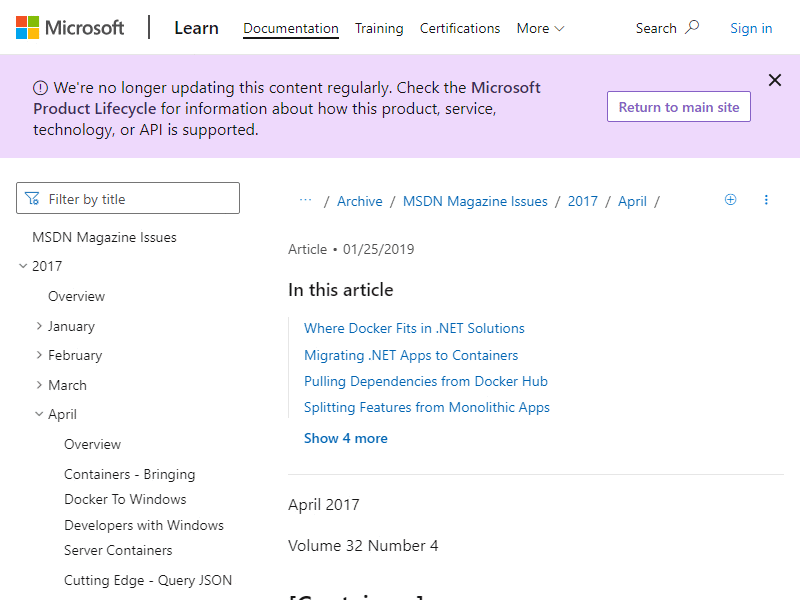 Microsoft Learn Documentation Training Certifications More Search Sign in
We're no longer updating this content regularly. Check the Microsoft
Product Lifecycle for information about how this product, service,
technology, or API is supported.
Return to main site
Filter by title
MSDN Magazine Issues
2017
Overview
January
February
March
April
Overview
Containers - Bringing
Docker To Windows
Developers with Windows
Server Containers
Cutting Edge - Query JSON
... / Archive / MSDN Magazine Issues / 2017 / April /
Article • 01/25/2019
In this article
Where Docker Fits in .NET Solutions
Migrating .NET Apps to Containers
Pulling Dependencies from Docker Hub
Splitting Features from Monolithic Apps
Show 4 more
April 2017
Volume 32 Number 4